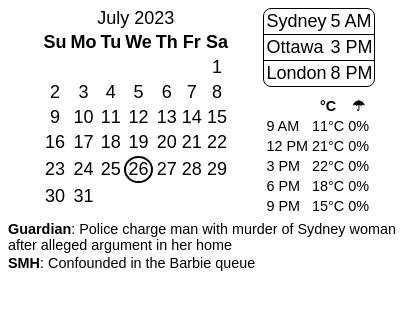 July 2023
Su Mo Tu We Th Fr Sa
1
2 3 4 5 6 7 8
9 10 11 12 13 14 15
16 17 18 19 20 21 22
23 24 25 26 27 28 29
30 31
Sydney 5 AM
Ottawa 3 PM
London 8 PM
°C ☂
9 AM 11°C 0%
12 PM 21°C 0%
3 PM 22°C 0%
6 PM 18°C 0%
9 PM 15°C 0%
Guardian: Police charge man with murder of Sydney woman
after alleged argument in her home
SMH: Confounded in the Barbie queue